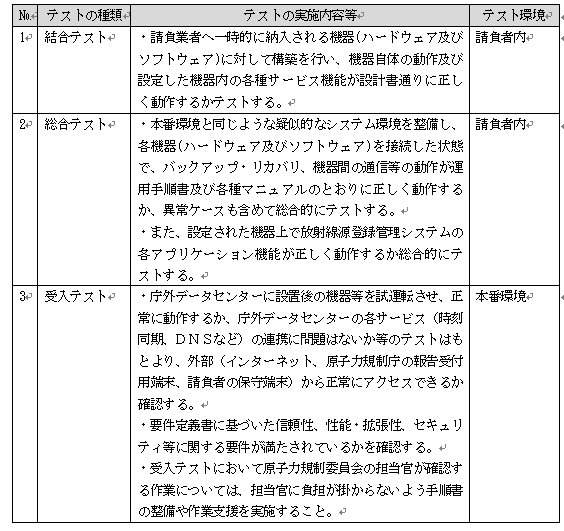 No. テストの種類 テストの実施内容等 テスト環境
1 結合テスト ・請負業者へ一時的に納入される機器(ハードウェア及び 請負者内
ソフトウェア)に対して構築を行い、機器自体の動作及び
設定した機器内の各種サービス機能が設計書通りに正し
く動作するかテストする。
2 総合テスト ・本番環境と同じような疑似的なシステム環境を整備し、 請負者内
各機器(ハードウェア及びソフトウェア)を接続した状態
で、バックアップ・リカバリ、機器間の通信等の動作が運
用手順書及び各種マニュアルのとおりに正しく動作する
か、異常ケースも含めて総合的にテストする。
・また、設定された機器上で放射線源登録管理システムの
各アプリケーション機能が正しく動作するか総合的にテ
ストする。
3 受入テスト ・庁外データセンターに設置後の機器等を試運転させ、正 本番環境
常に動作するか、庁外データセンターの各サービス（時刻
同期、ＤＮＳなど）の連携に問題はないか等のテストはも
とより、外部（インターネット、原子力規制庁の報告受付
用端末、請負者の保守端末）から正常にアクセスできるか
確認する。
・要件定義書に基づいた信頼性、性能・拡張性、セキュリ
ティ等に関する要件が満たされているかを確認する。
・受入テストにおいて原子力規制委員会の担当官が確認す
る作業については、担当官に負担が掛からないよう手順書
の整備や作業支援を実施すること。